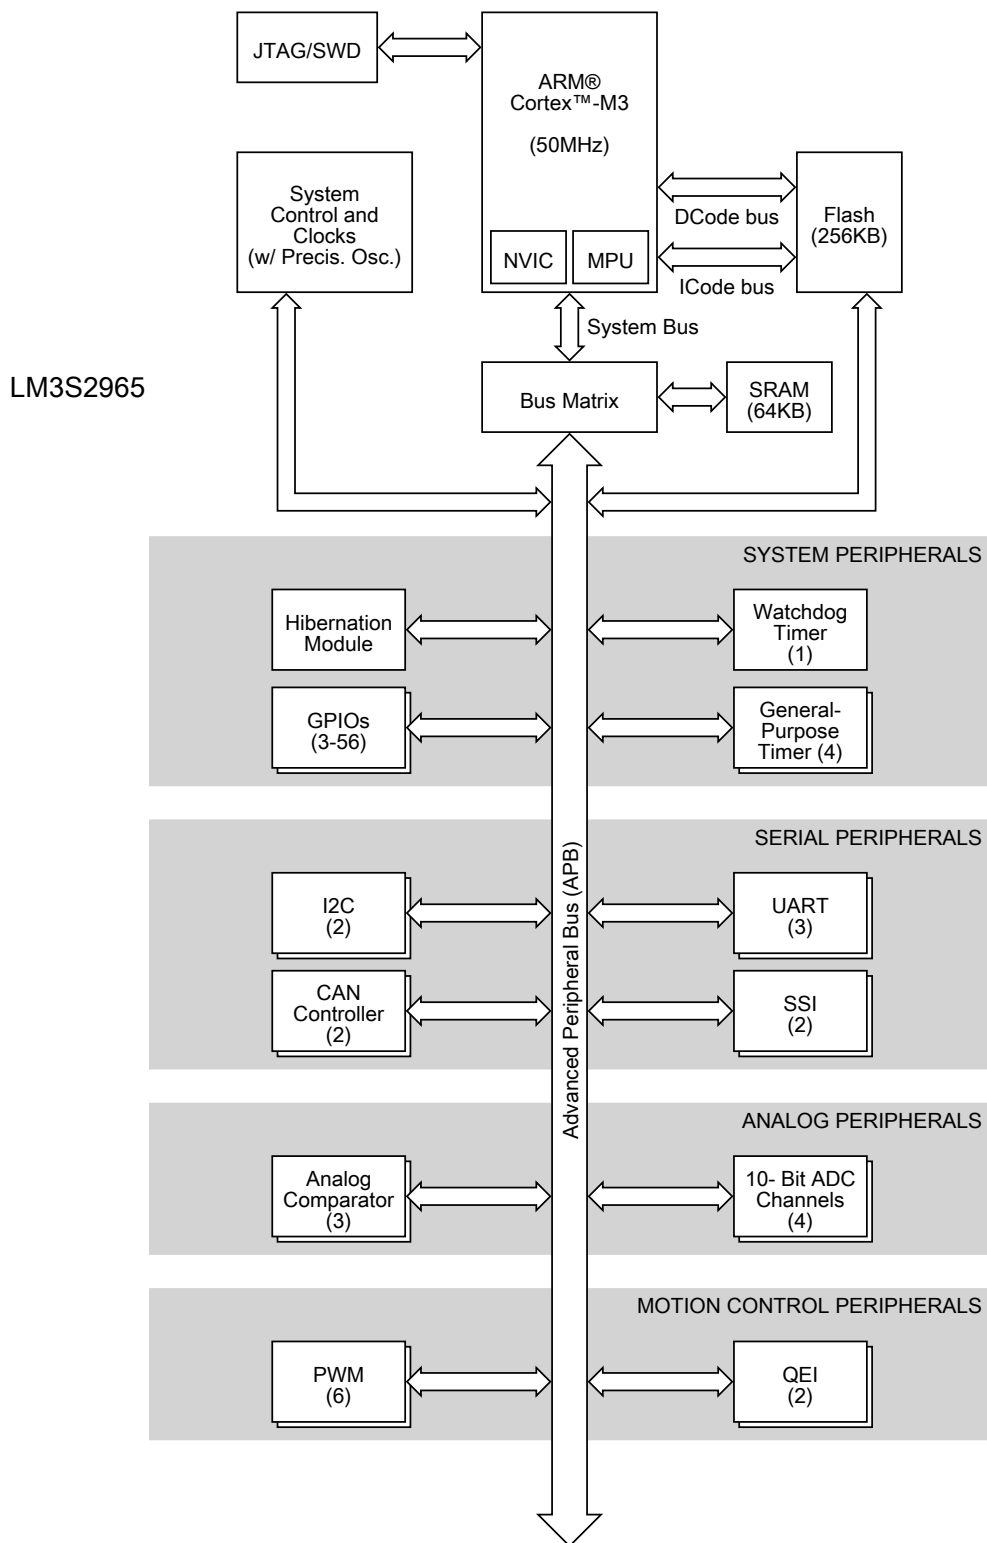 JTAG/SWD
ARM®
Cortex™-M3
(50MHz)
NVIC
MPU
System
Control and
Clocks
(w/ Precis. Osc.)
DCode bus
ICode bus
Flash
(256KB)
System Bus
LM3S2965
Bus Matrix
SRAM
(64KB)
SYSTEM PERIPHERALS
Hibernation
Module
Watchdog
Timer
(1)
GPIOs
(3-56)
General-
Purpose
Timer (4)
Advanced Peripheral Bus (APB)
SERIAL PERIPHERALS
I2C
(2)
UART
(3)
CAN
Controller
(2)
SSI
(2)
ANALOG PERIPHERALS
Analog
Comparator
(3)
10- Bit ADC
Channels
(4)
MOTION CONTROL PERIPHERALS
PWM
(6)
QEI
(2)